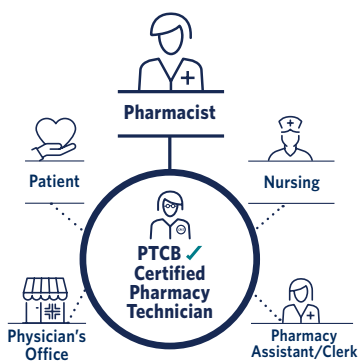 Pharmacist
Patient
Nursing
PTCB
Certified
Pharmacy
Technician
Physician's
Office
Pharmacy
Assistant/Clerk